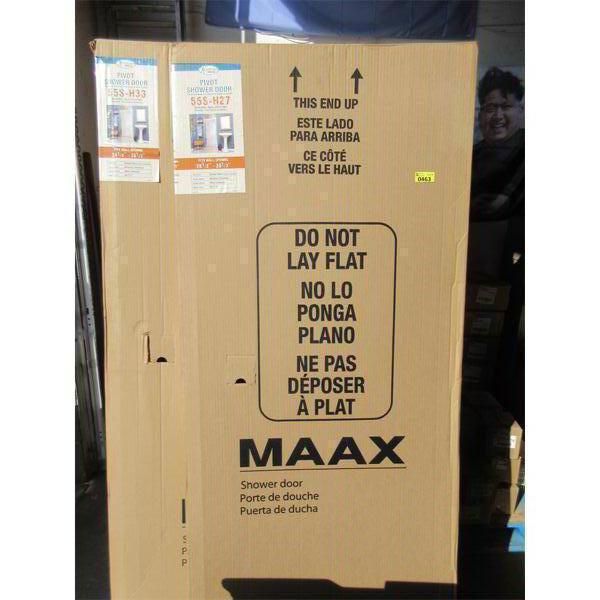 PIVOT
SHOWER DOOR
55S-H33
PIVOT
SHOWER DOOR
55S-H27
THIS END UP
ESTE LADO
PARA ARRIBA
CE CÔTÉ
VERS LE HAUT
0463
DO NOT
LAY FLAT
NO LO
PONGA
PLANO
NE PAS
DÉPOSER
À PLAT
MAAX
Shower door
Porte de douche
Puerta de ducha
S
P
P